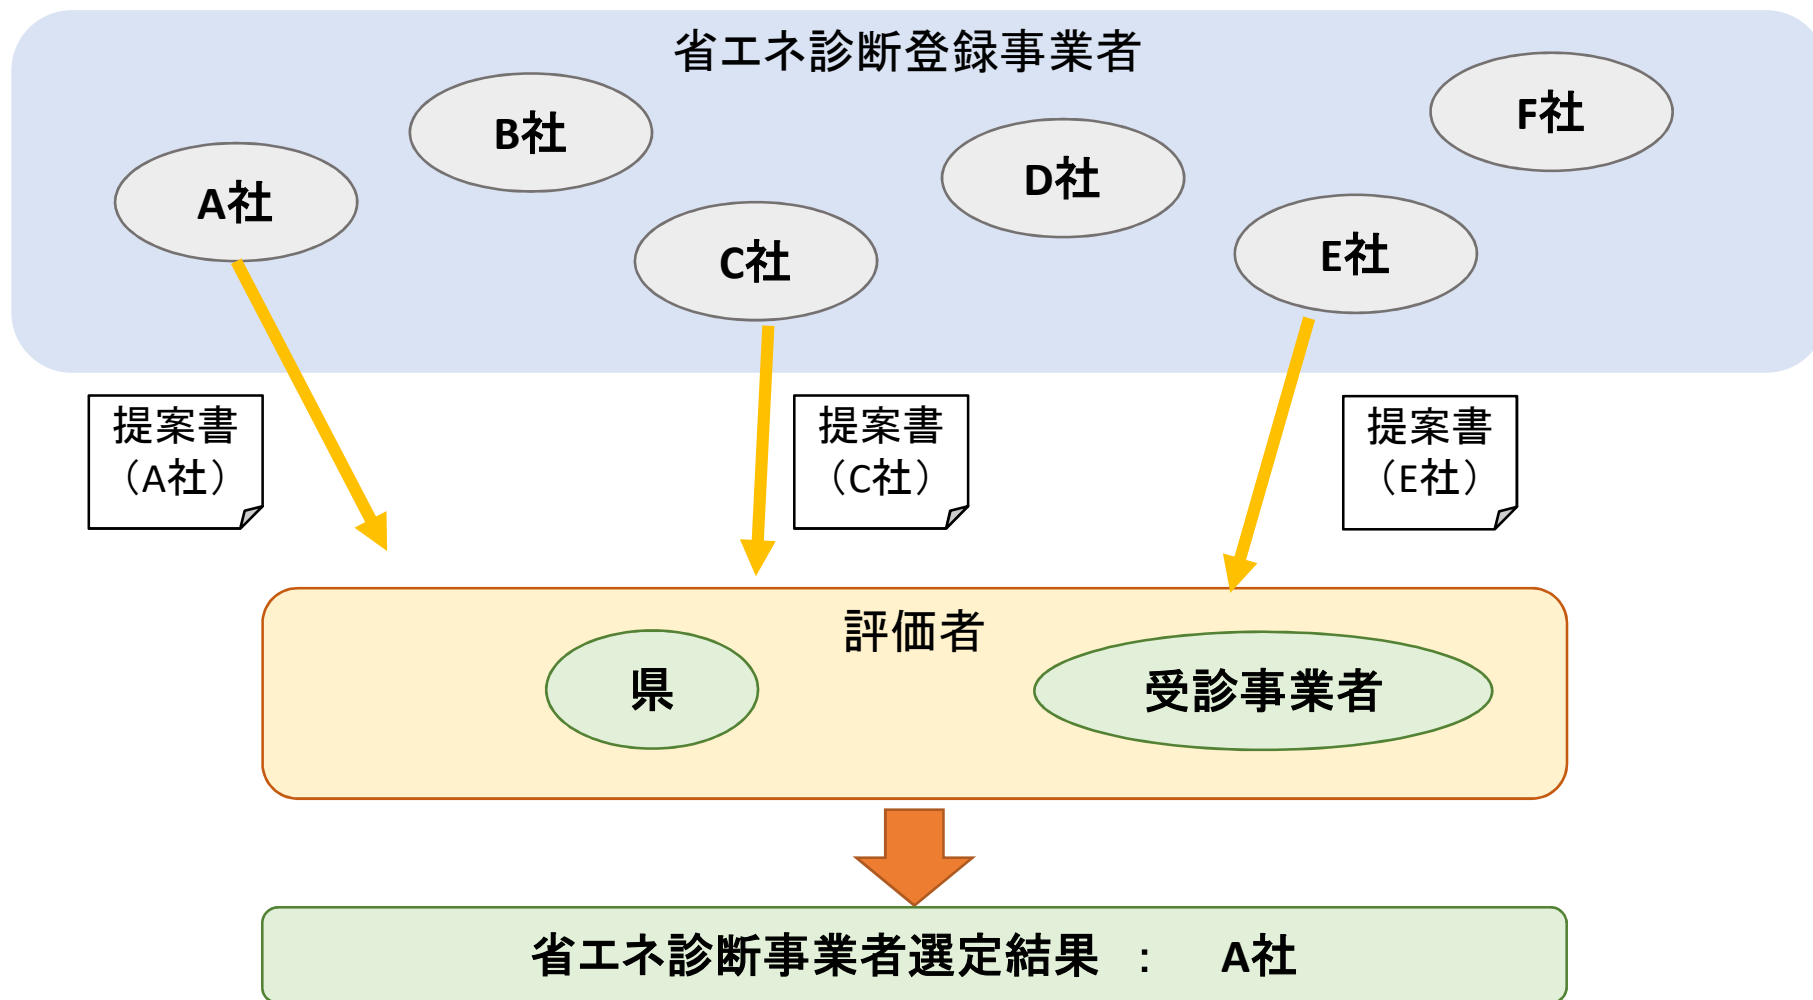 省エネ診断登録事業者
A社
B社
C社
D社
E社
F社
提案書
（A社）
提案書
（C社）
提案書
（E社）
評価者
県
受診事業者
省エネ診断事業者選定結果 ： A社